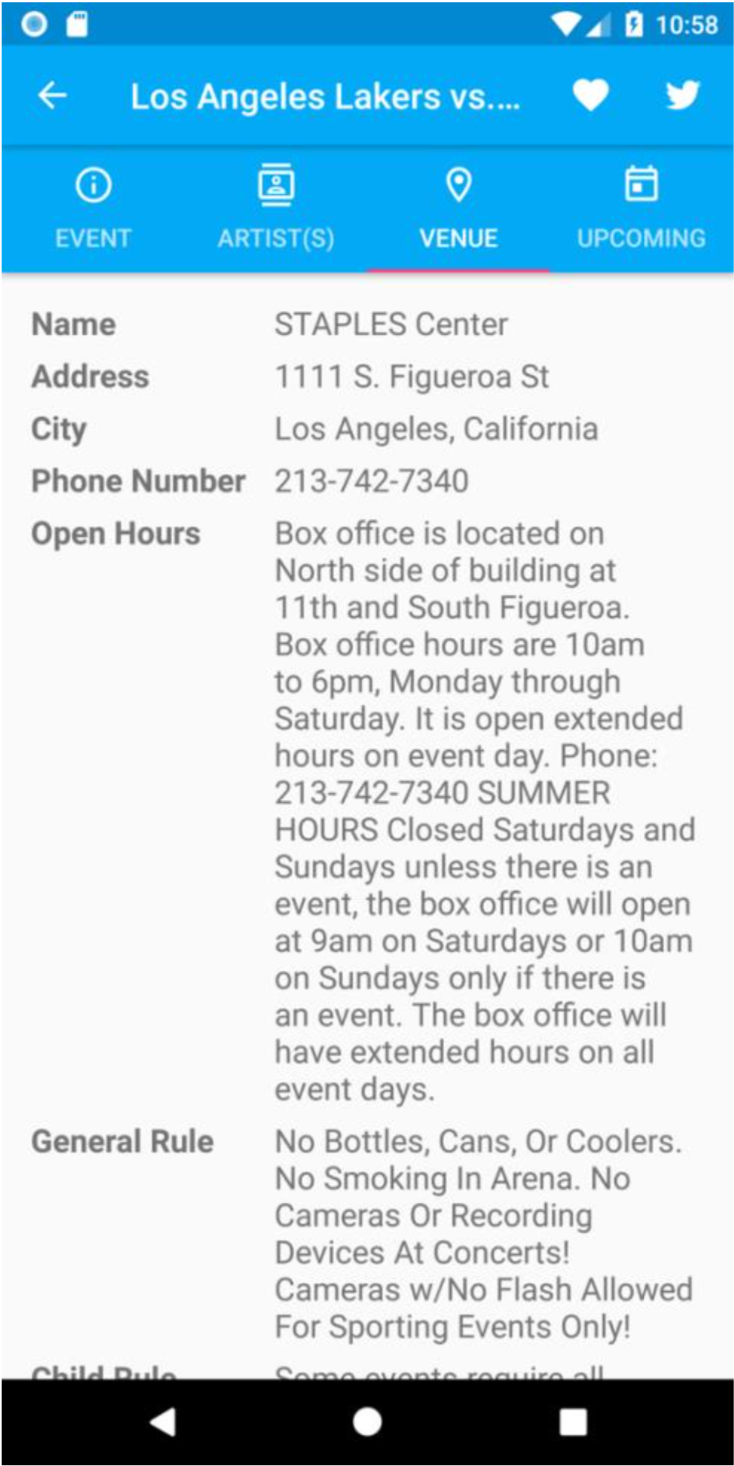 10:58
Los Angeles Lakers vs....
EVENT
ARTIST(S)
VENUE
UPCOMING
Name STAPLES Center
Address 1111 S. Figueroa St
City Los Angeles, California
Phone Number 213-742-7340
Open Hours Box office is located on
North side of building at
11th and South Figueroa.
Box office hours are 10am
to 6pm, Monday through
Saturday. It is open extended
hours on event day. Phone:
213-742-7340 SUMMER
HOURS Closed Saturdays and
Sundays unless there is an
event, the box office will open
at 9am on Saturdays or 10am
on Sundays only if there is
an event. The box office will
have extended hours on all
event days.
General Rule No Bottles, Cans, Or Coolers.
No Smoking In Arena. No
Cameras Or Recording
Devices At Concerts!
Cameras w/No Flash Allowed
For Sporting Events Only!
Child Rule Some events require all